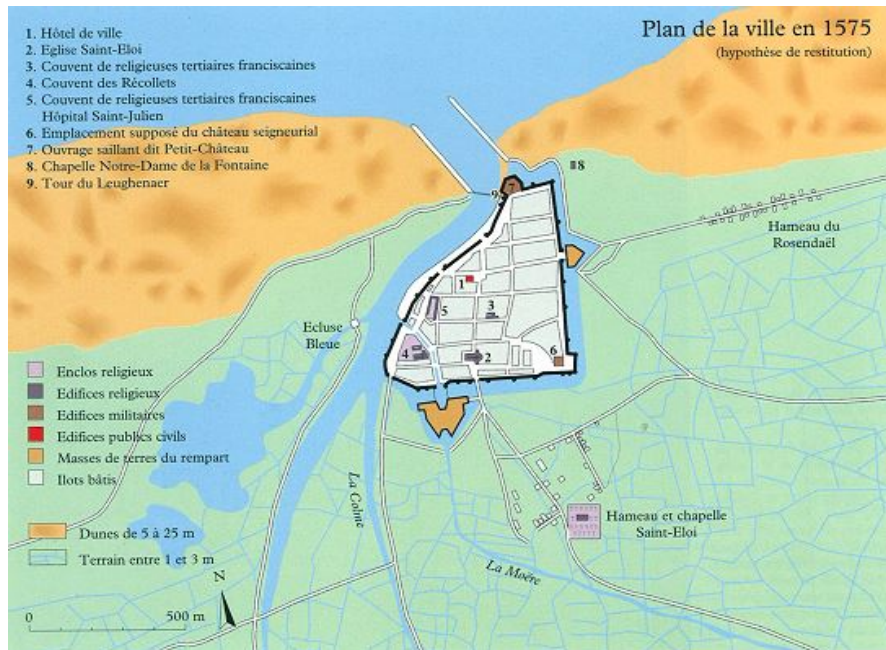 Plan de la ville en 1575
(hypothèse de restitution)
1. Hôtel de ville
2. Eglise Saint-Eloi
3. Couvent de religieuses tertiaires franciscaines
4. Couvent des Récollets
5. Couvent de religieuses tertiaires franciscaines
Hôpital Saint-Julien
6. Emplacement supposé du château seigneurial
7. Ouvrage saillant dit Petit-Château
8. Chapelle Notre-Dame de la Fontaine
9. Tour du Leughenaer
8
7
9
Hameau du
Rosendaël
1
3
5
Ecluse
Bleue
4
2
6
Enclos religieux
Edifices religieux
Edifices militaires
Edifices publics civils
Masses de terres du rempart
Ilots bâtis
La Colme
Hameau et chapelle
Saint-Eloi
Dunes de 5 à 25 m
Terrain entre 1 et 3 m
La Moëre
N
0
500 m